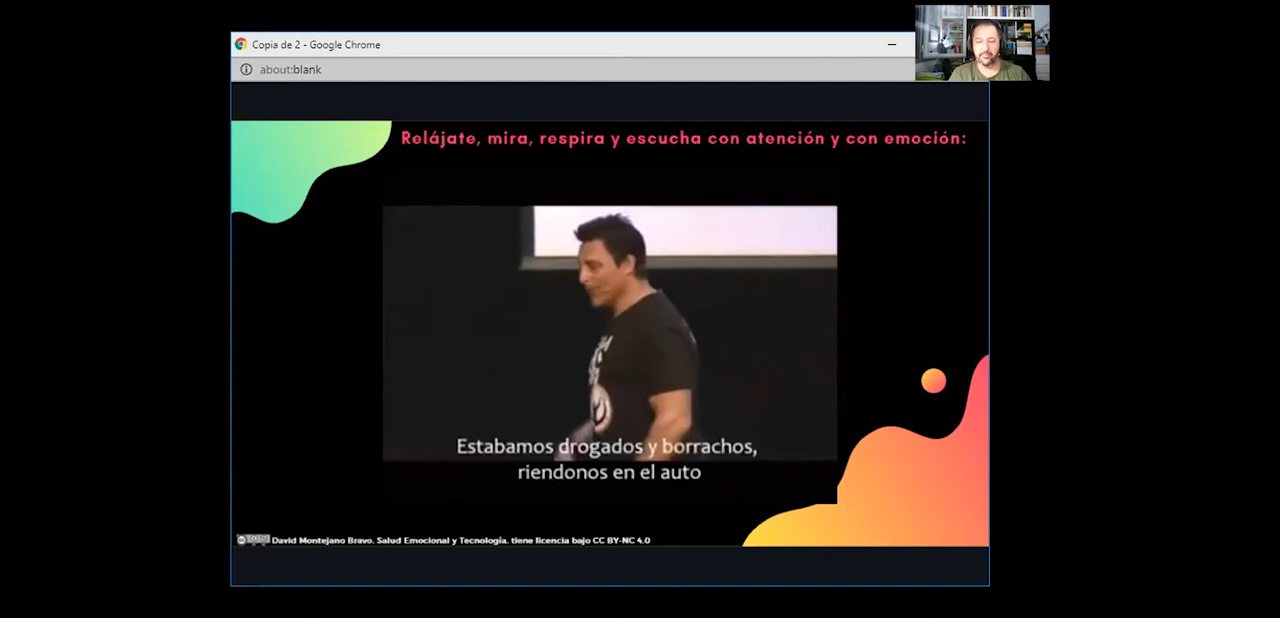 Copia de 2 - Google Chrome
about:blank
Relájate, mira, respira y escucha con atención y con emoción:
Estabamos drogados y borrachos,
riendonos en el auto
David Montejano Bravo. Salud Emocional y Tecnología. tiene licencia bajo CC BY-NC 4.0